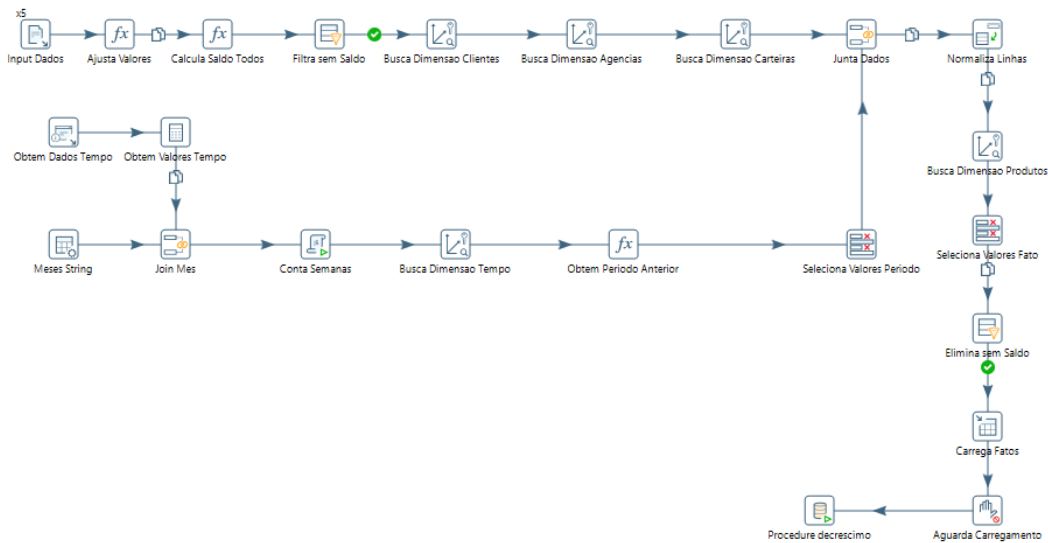 x5
Input Dados
Ajusta Valores
Calcula Saldo Todos
Filtra sem Saldo
Busca Dimensao Clientes
Busca Dimensao Agencias
Busca Dimensao Carteiras
Junta Dados
Normaliza Linhas
Obtem Dados Tempo
Obtem Valores Tempo
Busca Dimensao Produtos
Meses String
Join Mes
Conta Semanas
Busca Dimensao Tempo
Obtem Periodo Anterior
Seleciona Valores Periodo
Seleciona Valores Fato
Elimina sem Saldo
Carrega Fatos
Procedure decrescimo
Aguarda Carregamento